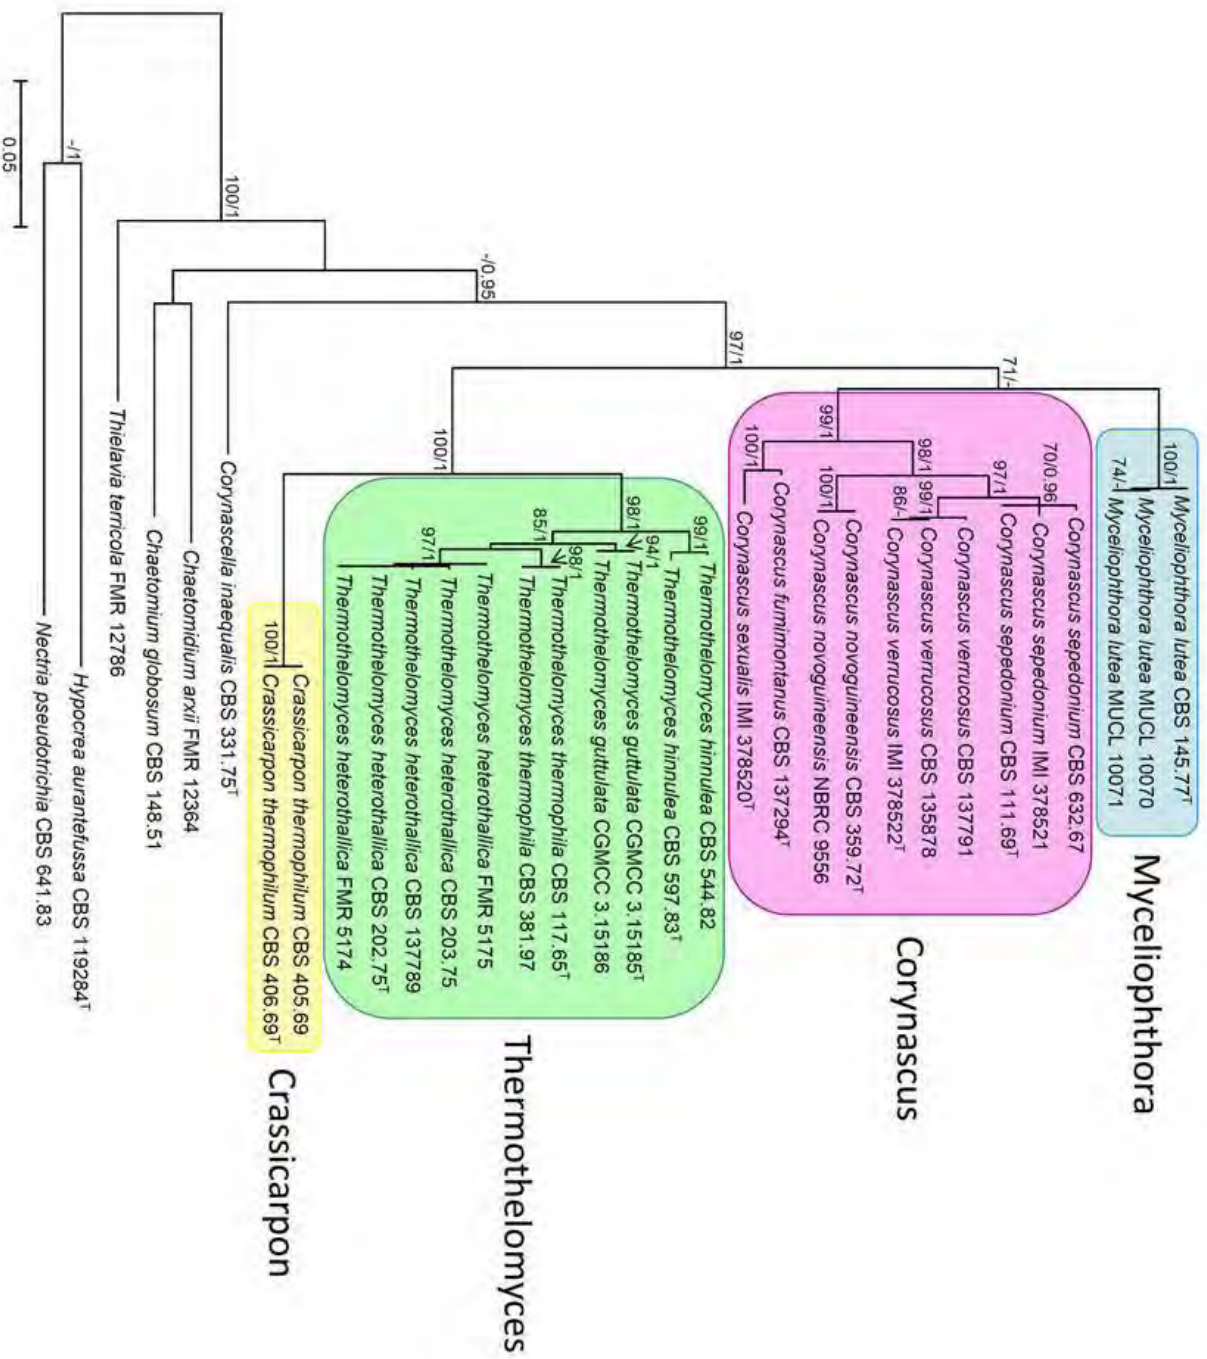 Myceliophthora lutea CBS 145.77T
Myceliophthora lutea MUCL 10070
Myceliophthora lutea MUCL 10071
Myceliophthora
Corynascus sepedonium CBS 632.67
Corynascus sepedonium IMI 378521
Corynascus sepedonium CBS 111.69T
Corynascus verrucosus CBS 137791
Corynascus verrucosus CBS 135878
Corynascus verrucosus IMI 378522T
Corynascus novoguineensis CBS 359.72T
Corynascus novoguineensis NBRC 9556
Corynascus fumimontanus CBS 137294T
Corynascus sexualis IMI 378520T
Corynascus
Thermothelomyces hinnulea CBS 544.82
Thermothelomyces hinnulea CBS 597.83T
Thermothelomyces guttulata CGMCC 3.15185T
Thermothelomyces guttulata CGMCC 3.15186
Thermothelomyces thermophila CBS 117.65T
Thermothelomyces thermophila CBS 381.97
Thermothelomyces heterothallica FMR 5175
Thermothelomyces heterothallica CBS 203.75
Thermothelomyces heterothallica CBS 137789
Thermothelomyces heterothallica CBS 202.75T
Thermothelomyces heterothallica FMR 5174
Thermothelomyces
Crassicarpon thermophilum CBS 405.69
Crassicarpon thermophilum CBS 406.69T
Crassicarpon
Corynascella inaequalis CBS 331.75T
Chaetomidium arxii FMR 12364
Chaetomium globosum CBS 148.51
Thielavia terricola FMR 12786
Hypocrea aurantefussa CBS 119284T
Nectria pseudotrichia CBS 641.83
100/1
74/-
71/-
70/0.96
97/1
99/1
98/1
99/1
86/-
100/1
100/1
97/1
99/1
94/1
98/1
98/1
85/1
97/1
100/1
100/1
-/0.95
100/1
-/1
0.05